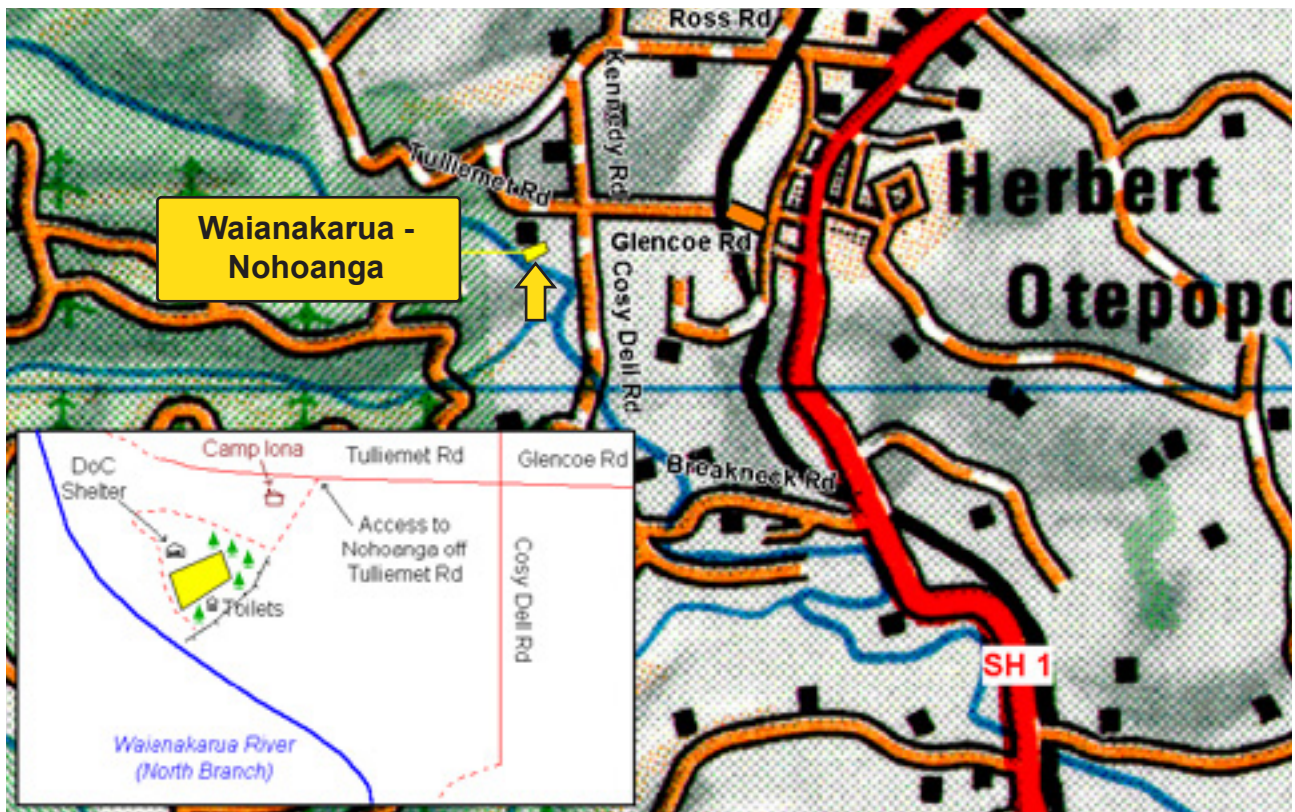 Ross Rd
Kennedy Rd
Tulliemet Rd
Herbert
Waianakarua -
Nohoanga
Glencoe Rd
Otepopo
Cosy Dell Rd
Breakneck Rd
SH 1
Camp Iona
Tulliemet Rd
Glencoe Rd
DoC
Shelter
Access to
Nohoanga off
Tulliemet Rd
Toilets
Cosy Dell Rd
Waienakarua River
(North Branch)